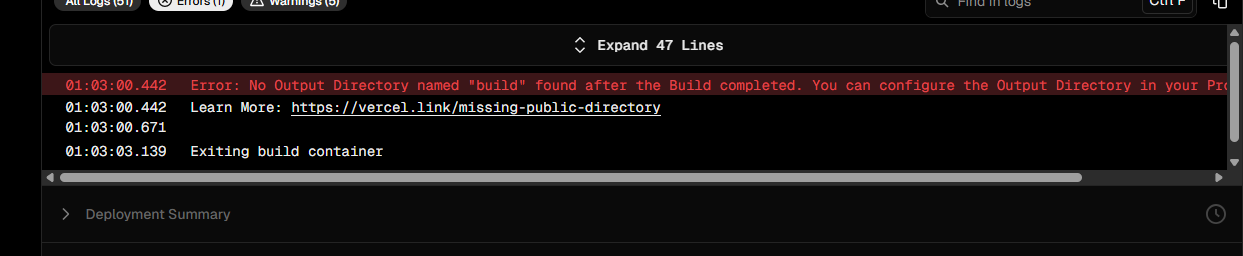 All Logs (51) Errors (1) Warnings (5) Find in logs Ctrl F
Expand 47 Lines
01:03:00.442 Error: No Output Directory named "build" found after the Build completed. You can configure the Output Directory in your Pro
01:03:00.442 Learn More: https://vercel.link/missing-public-directory
01:03:00.671
01:03:03.139 Exiting build container
Deployment Summary